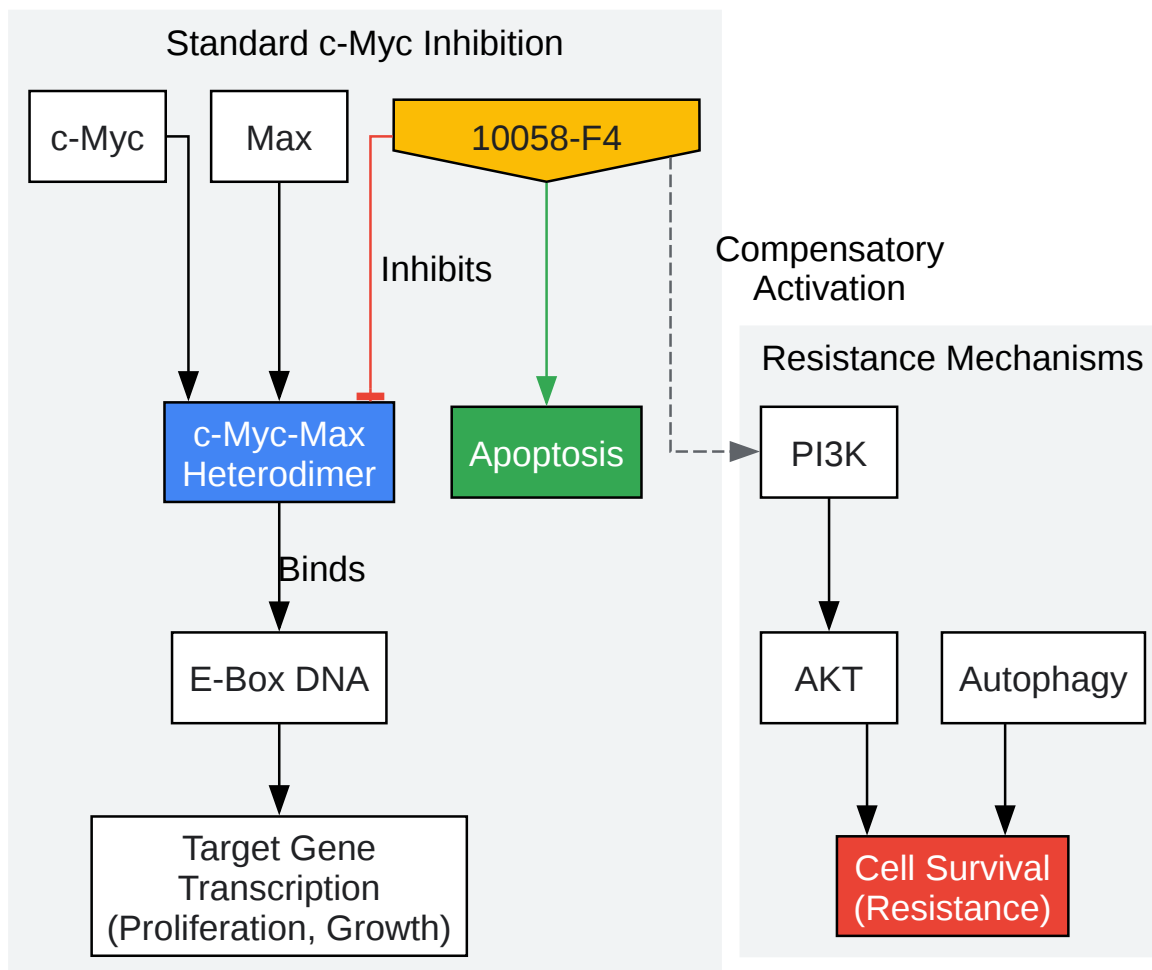 Standard c-Myc Inhibition
c-Myc
Max
10058-F4
Inhibits
Compensatory
Activation
Resistance Mechanisms
c-Myc-Max
Heterodimer
Apoptosis
PI3K
Binds
E-Box DNA
AKT
Autophagy
Target Gene
Transcription
(Proliferation, Growth)
Cell Survival
(Resistance)